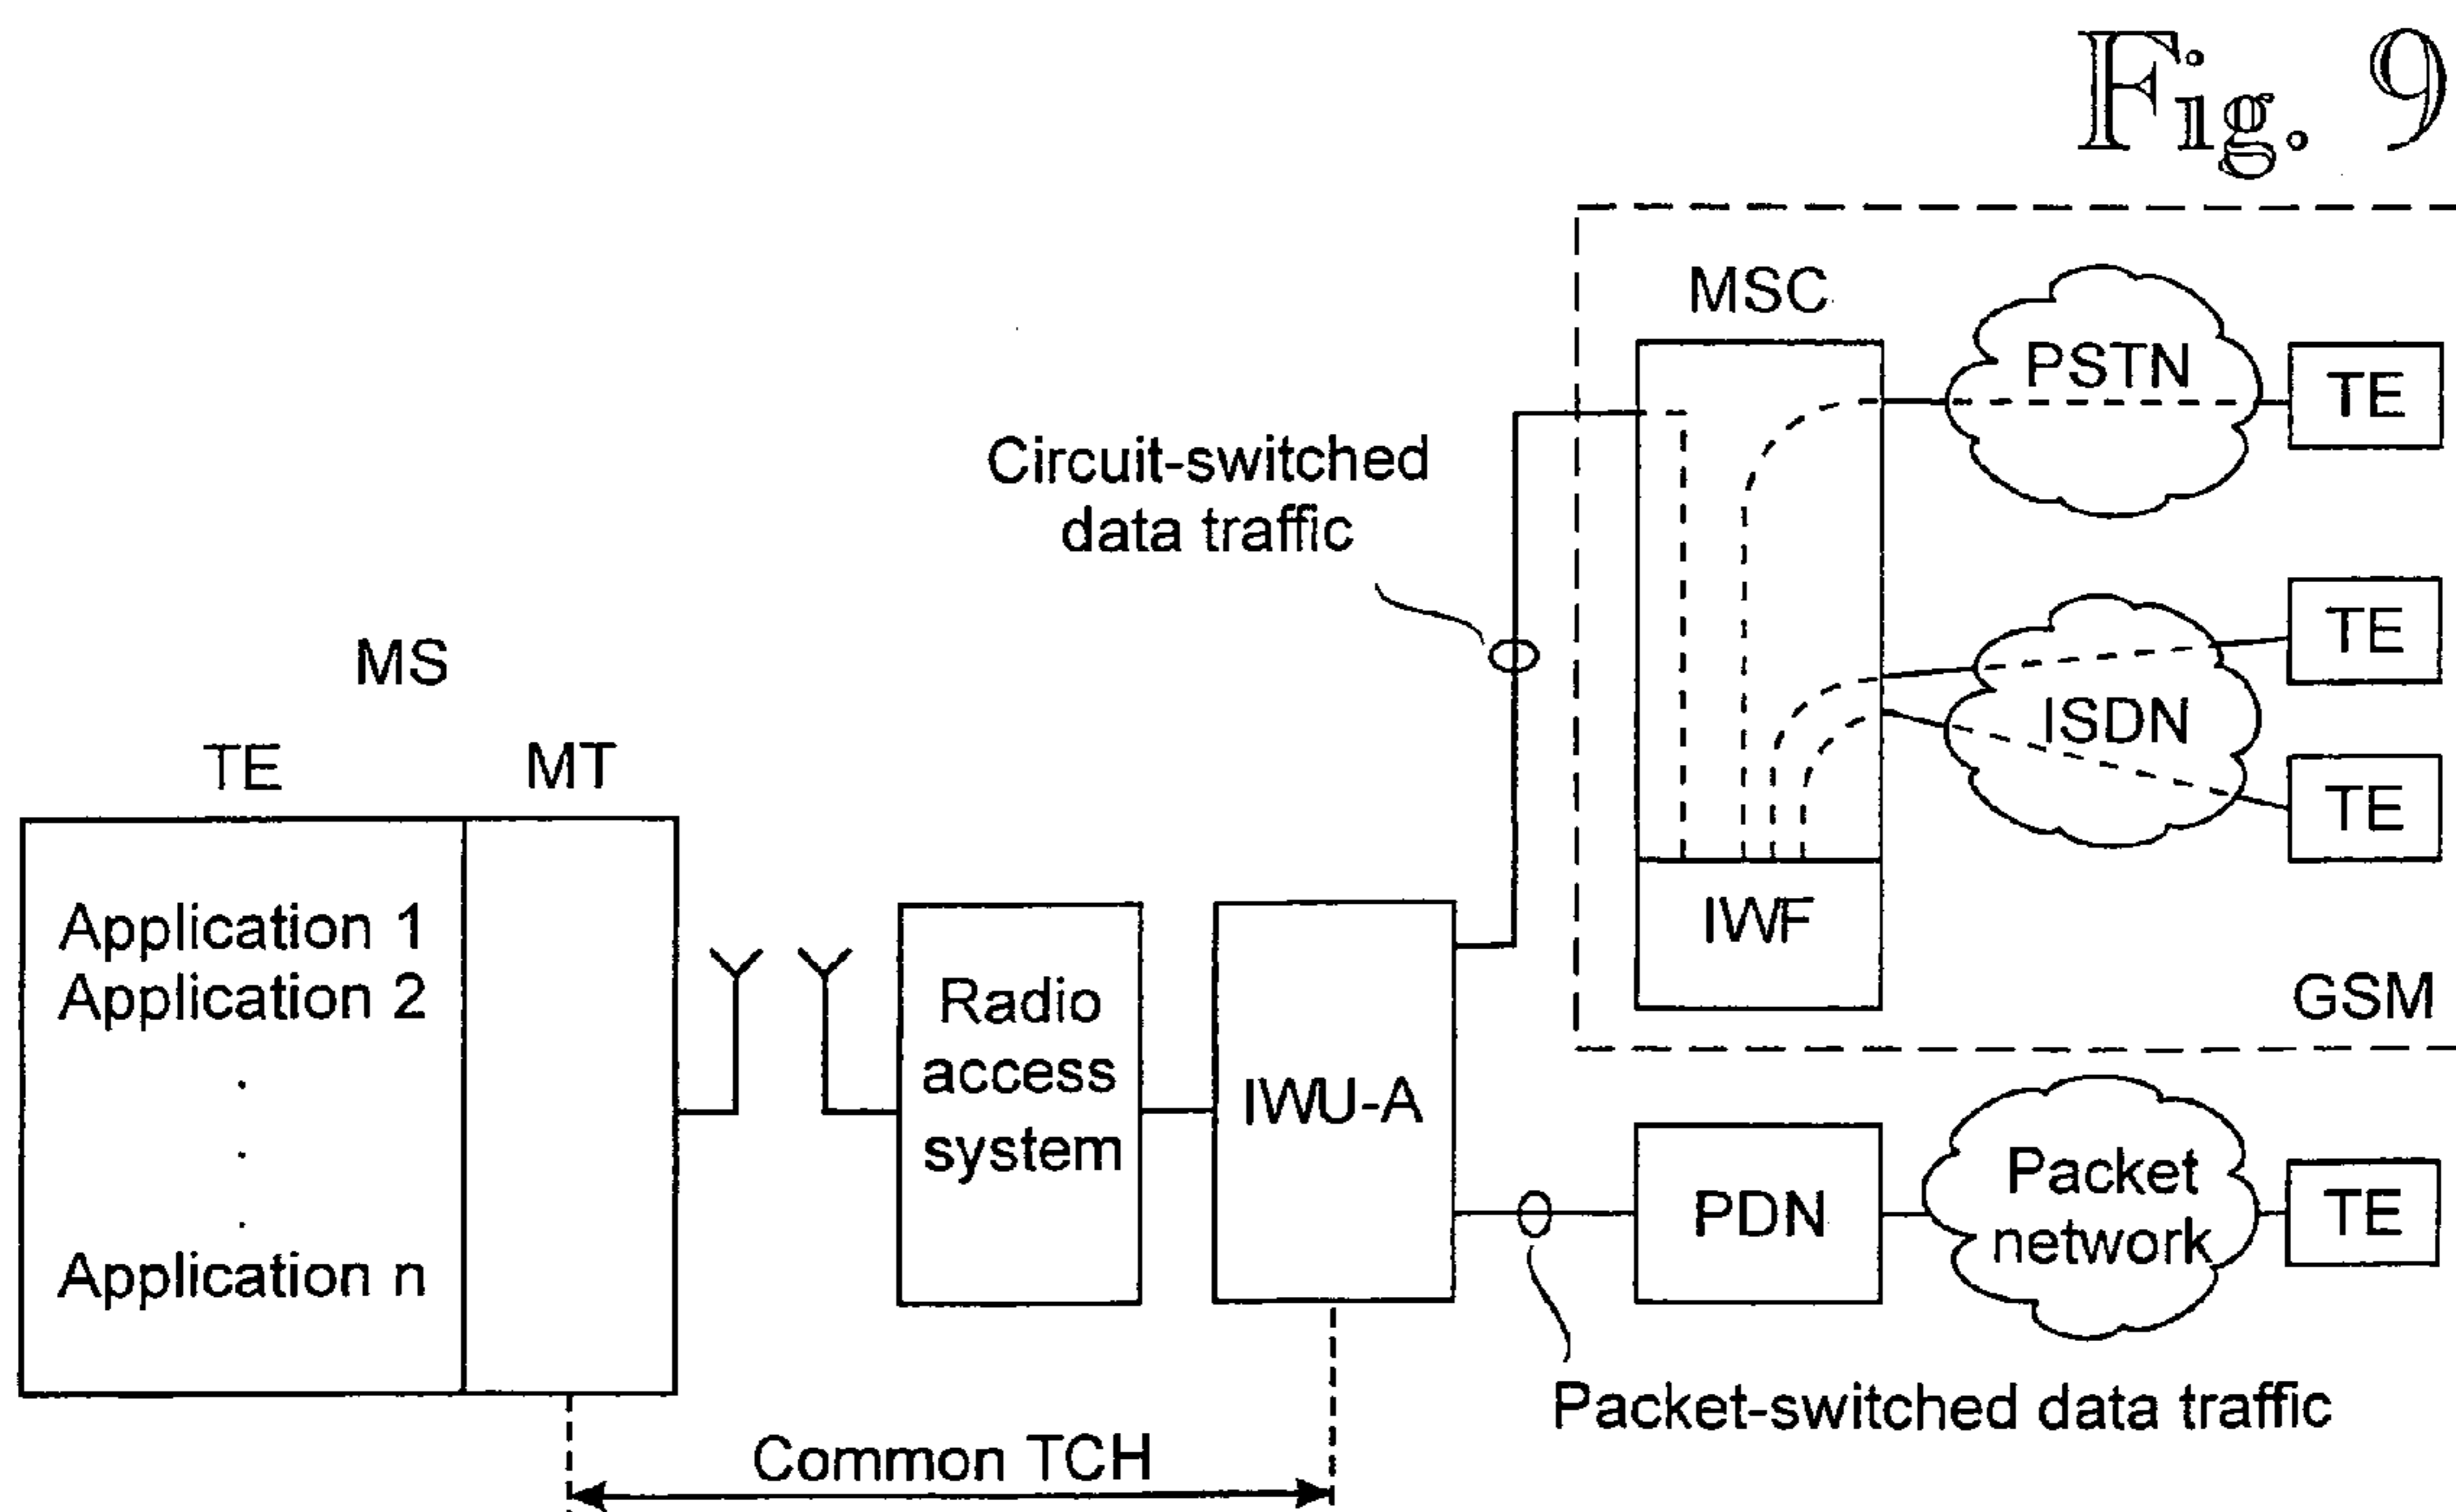 Fig. 9
MSC
PSTN
TE
Circuit-switched
data traffic
TE
MS
ISDN
TE MT
TE
Application 1
Application 2
.
.
.
Application n
Radio
access
system
IWU-A
IWF
GSM
PDN
Packet
network
TE
Packet-switched data traffic
Common TCH